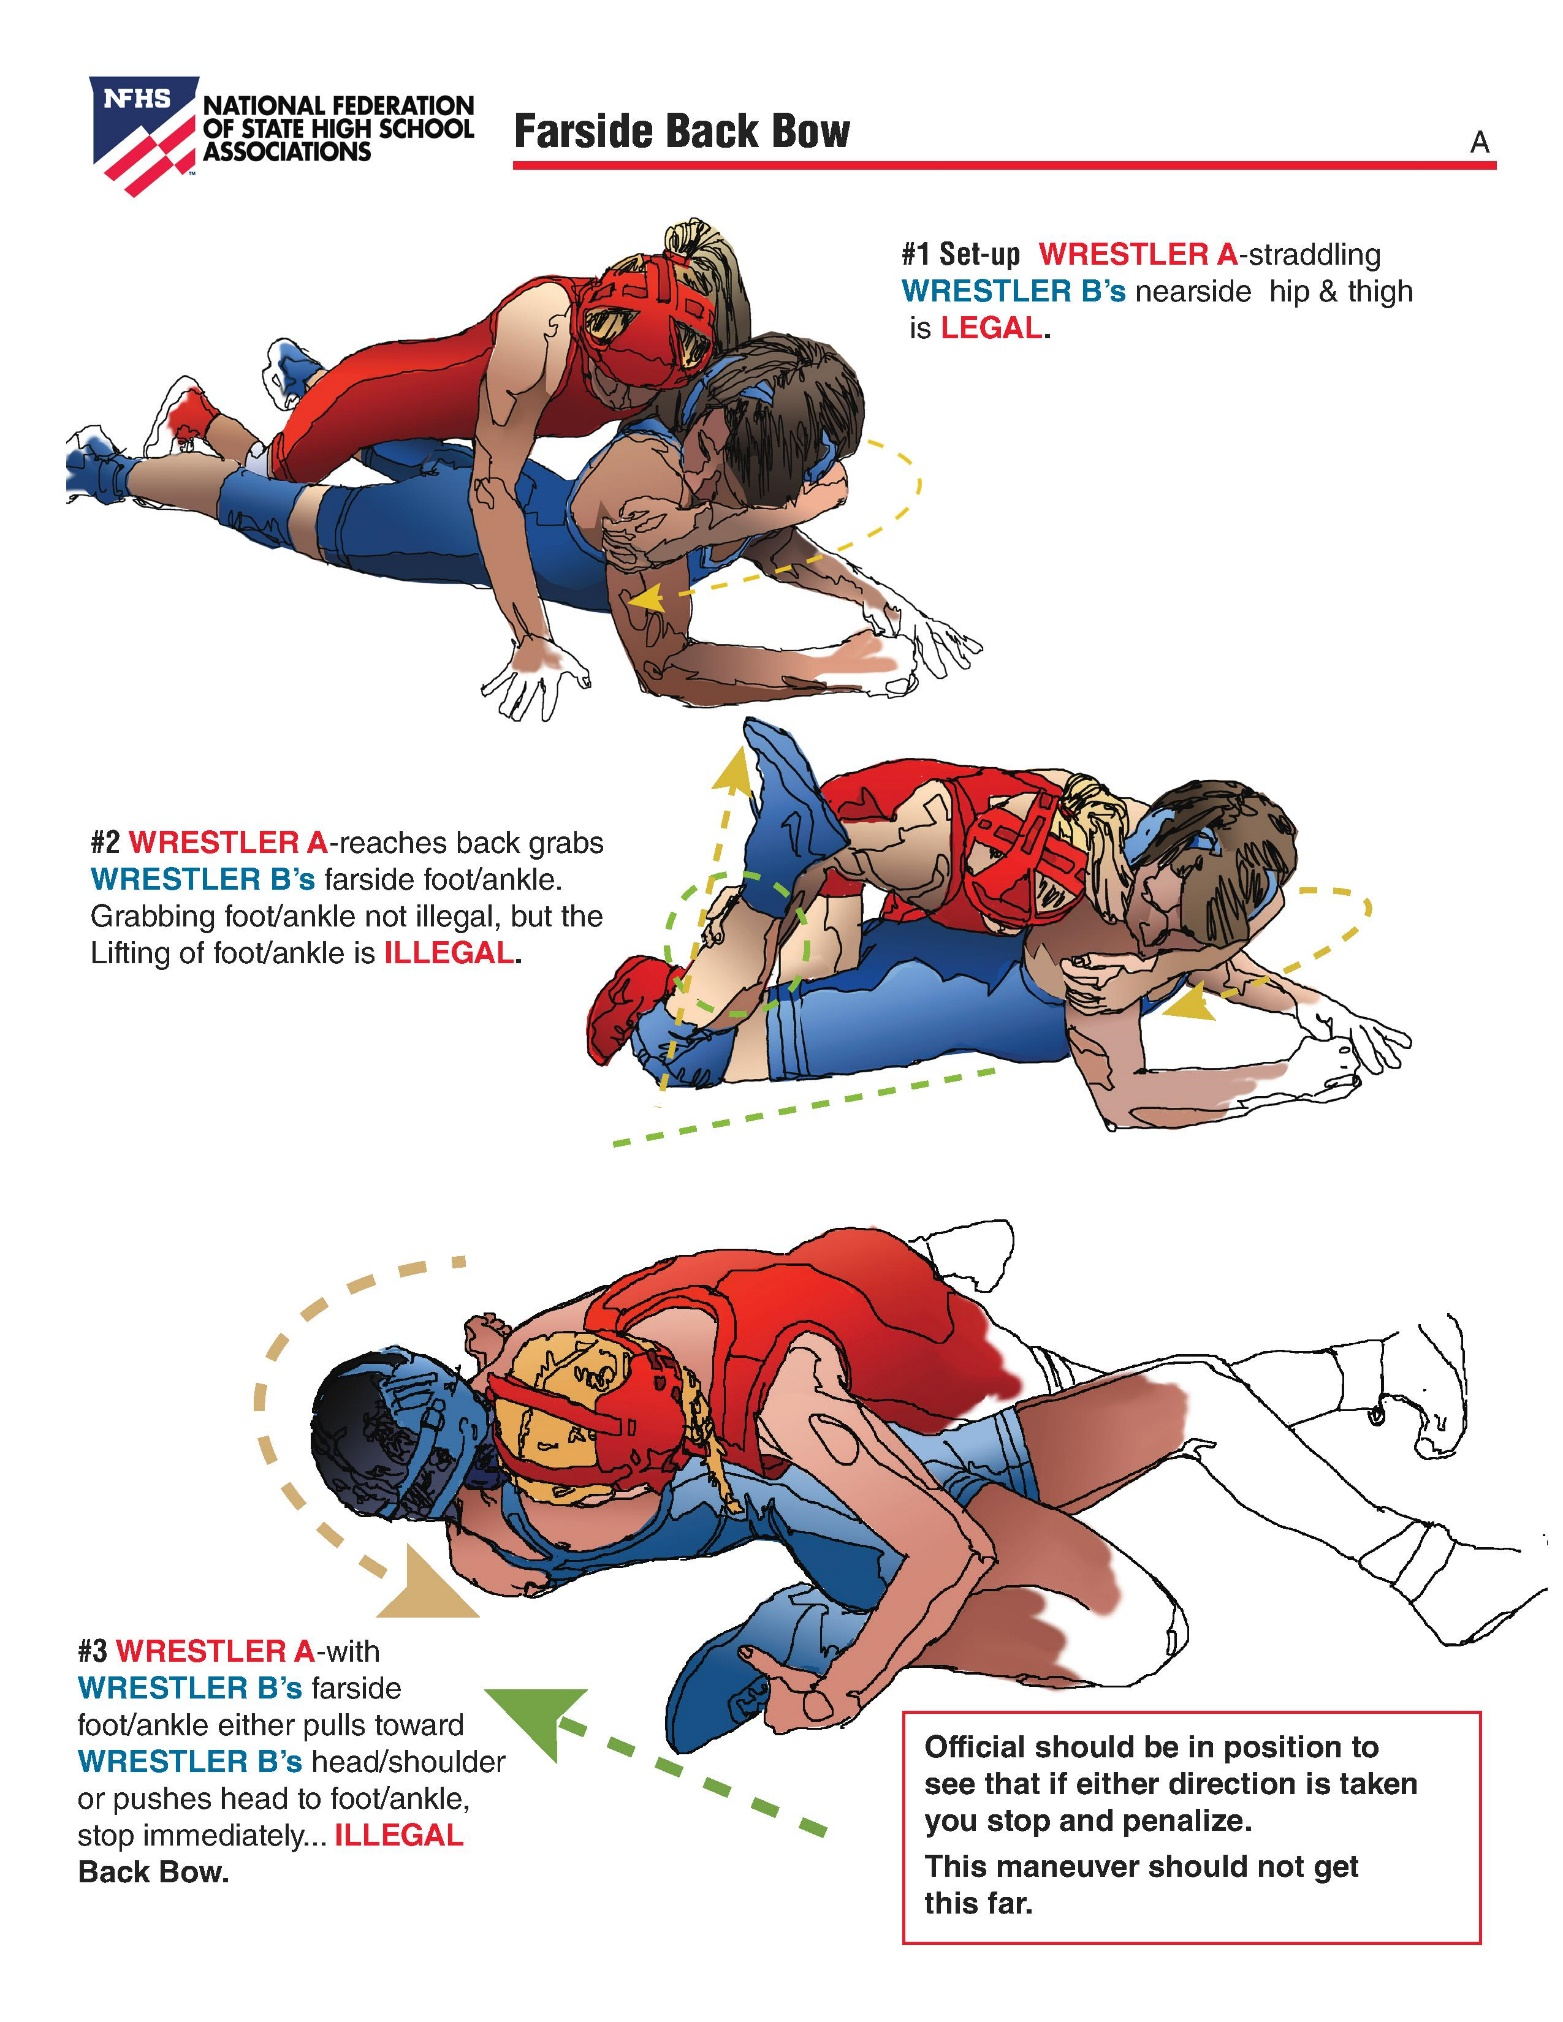 NFHS
NATIONAL FEDERATION
OF STATE HIGH SCHOOL
ASSOCIATIONS
™
Farside Back Bow
A
#1 Set-up WRESTLER A-straddling
WRESTLER B's nearside hip & thigh
is LEGAL.
#2 WRESTLER A-reaches back grabs
WRESTLER B's farside foot/ankle.
Grabbing foot/ankle not illegal, but the
Lifting of foot/ankle is ILLEGAL.
#3 WRESTLER A-with
WRESTLER B's farside
foot/ankle either pulls toward
WRESTLER B's head/shoulder
or pushes head to foot/ankle,
stop immediately... ILLEGAL
Back Bow.
Official should be in position to
see that if either direction is taken
you stop and penalize.
This maneuver should not get
this far.